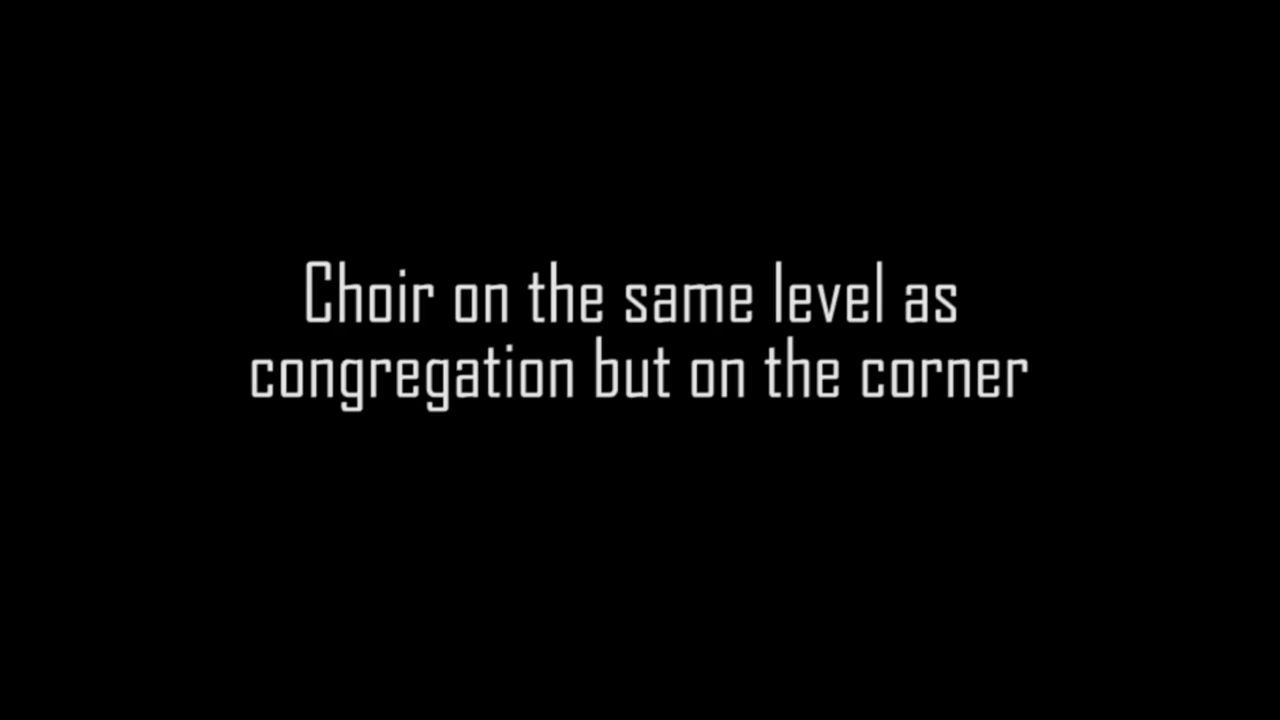 Choir on the same level as
congregation but on the corner